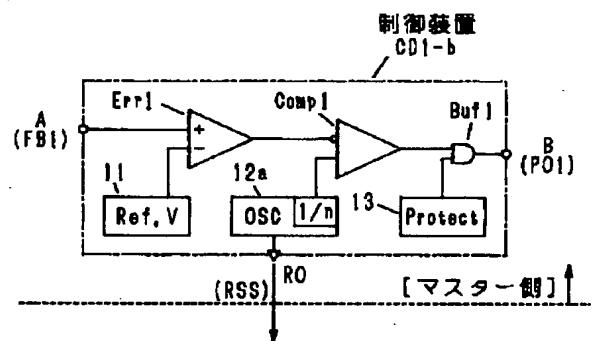 制御装置
CD1-b
Err1
Comp1
Buf1
A
(FB1)
+
−
B
(PO1)
11
12a
13
Ref.V
OSC
1/n
Protect
RO
(RSS)
[マスター側]